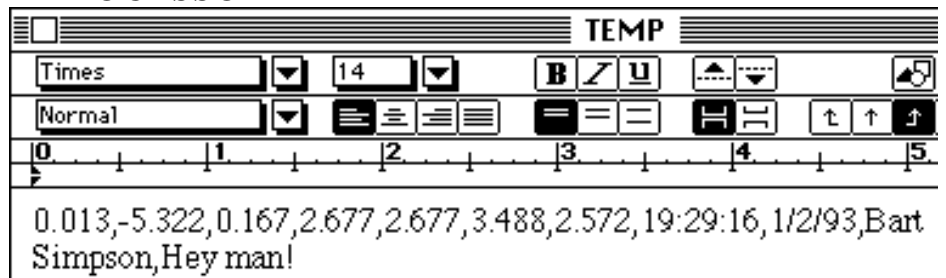 TEMP
Times 14 B I U
Normal
0 1 2 3 4 5
0.013,-5.322,0.167,2.677,2.677,3.488,2.572,19:29:16,1/2/93,Bart
Simpson,Hey man!